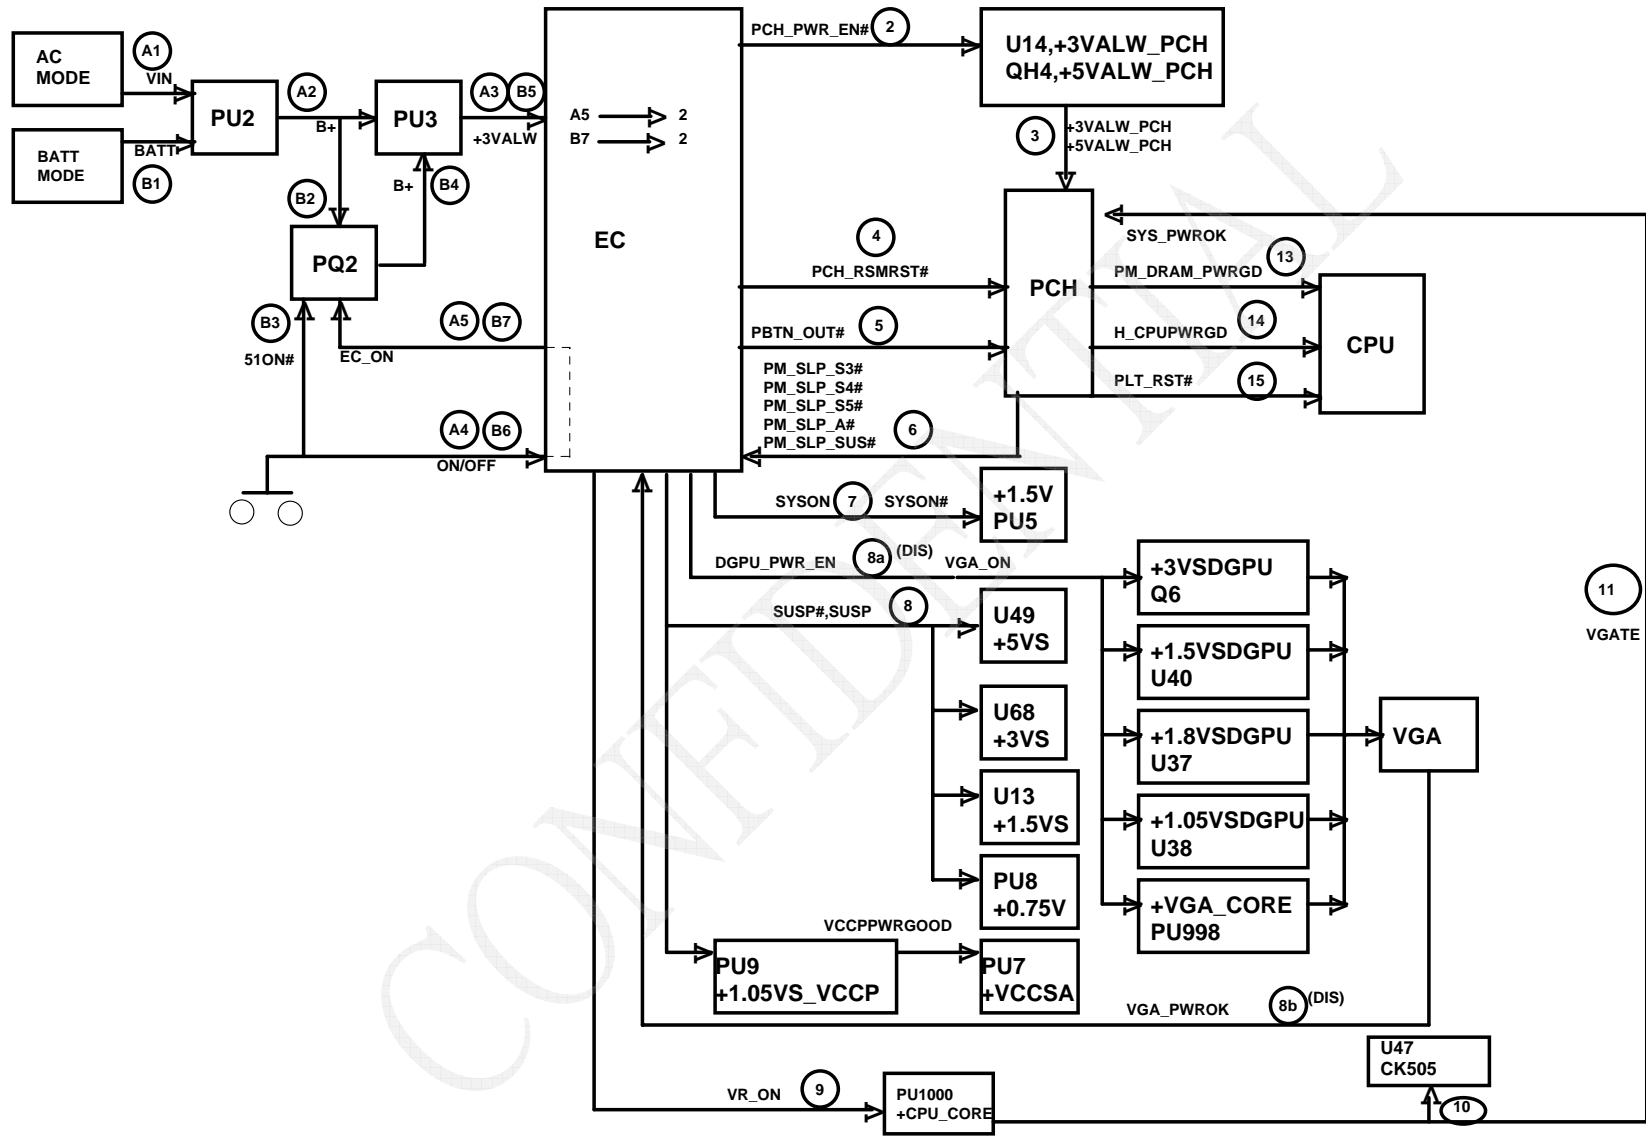 AC
MODE
A1
VIN
BATT
MODE
BATT
B1
PU2
A2
B+
PU3
A3
B5
+3VALW
B2
B+
B4
PQ2
B3
51ON#
A5
B7
EC_ON
A4
B6
ON/OFF
A5
2
B7
2
EC
PCH_PWR_EN#
2
U14,+3VALW_PCH
QH4,+5VALW_PCH
3
+3VALW_PCH
+5VALW_PCH
4
PCH_RSMRST#
PCH
PBTN_OUT#
5
PM_SLP_S3#
PM_SLP_S4#
PM_SLP_S5#
PM_SLP_A#
PM_SLP_SUS#
6
SYS_PWROK
PM_DRAM_PWRGD
13
H_CPUPWRGD
14
PLT_RST#
15
CPU
SYSON
7
SYSON#
+1.5V
PU5
DGPU_PWR_EN
8a
(DIS)
VGA_ON
SUSP#,SUSP
8
U49
+5VS
U68
+3VS
U13
+1.5VS
PU8
+0.75V
VCCPPWRGOOD
PU9
+1.05VS_VCCP
PU7
+VCCSA
+3VSDGPU
Q6
+1.5VSDGPU
U40
+1.8VSDGPU
U37
+1.05VSDGPU
U38
+VGA_CORE
PU998
VGA
11
VGATE
VGA_PWROK
8b
(DIS)
U47
CK505
10
VR_ON
9
PU1000
+CPU_CORE
CONFIDENTIAL